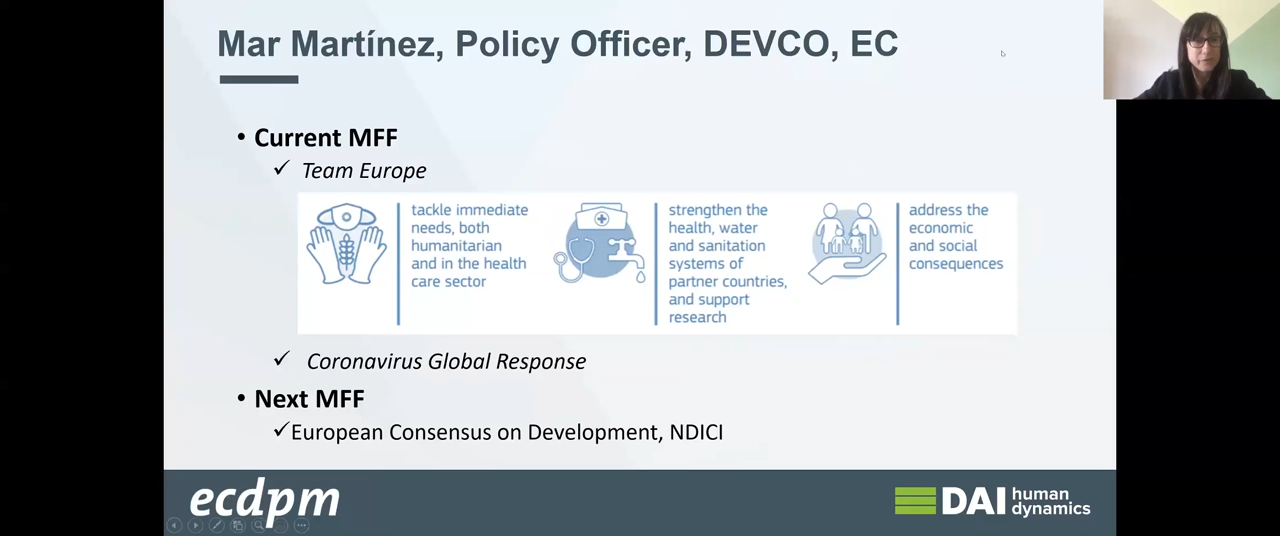 Mar Martínez, Policy Officer, DEVCO, EC
• Current MFF
✓ Team Europe
tackle immediate
needs, both
humanitarian
and in the health
care sector
strengthen the
health, water
and sanitation
systems of
partner countries,
and support
research
address the
economic
and social
consequences
✓ Coronavirus Global Response
• Next MFF
✓European Consensus on Development, NDICI
ecdpm
DAI human
dynamics